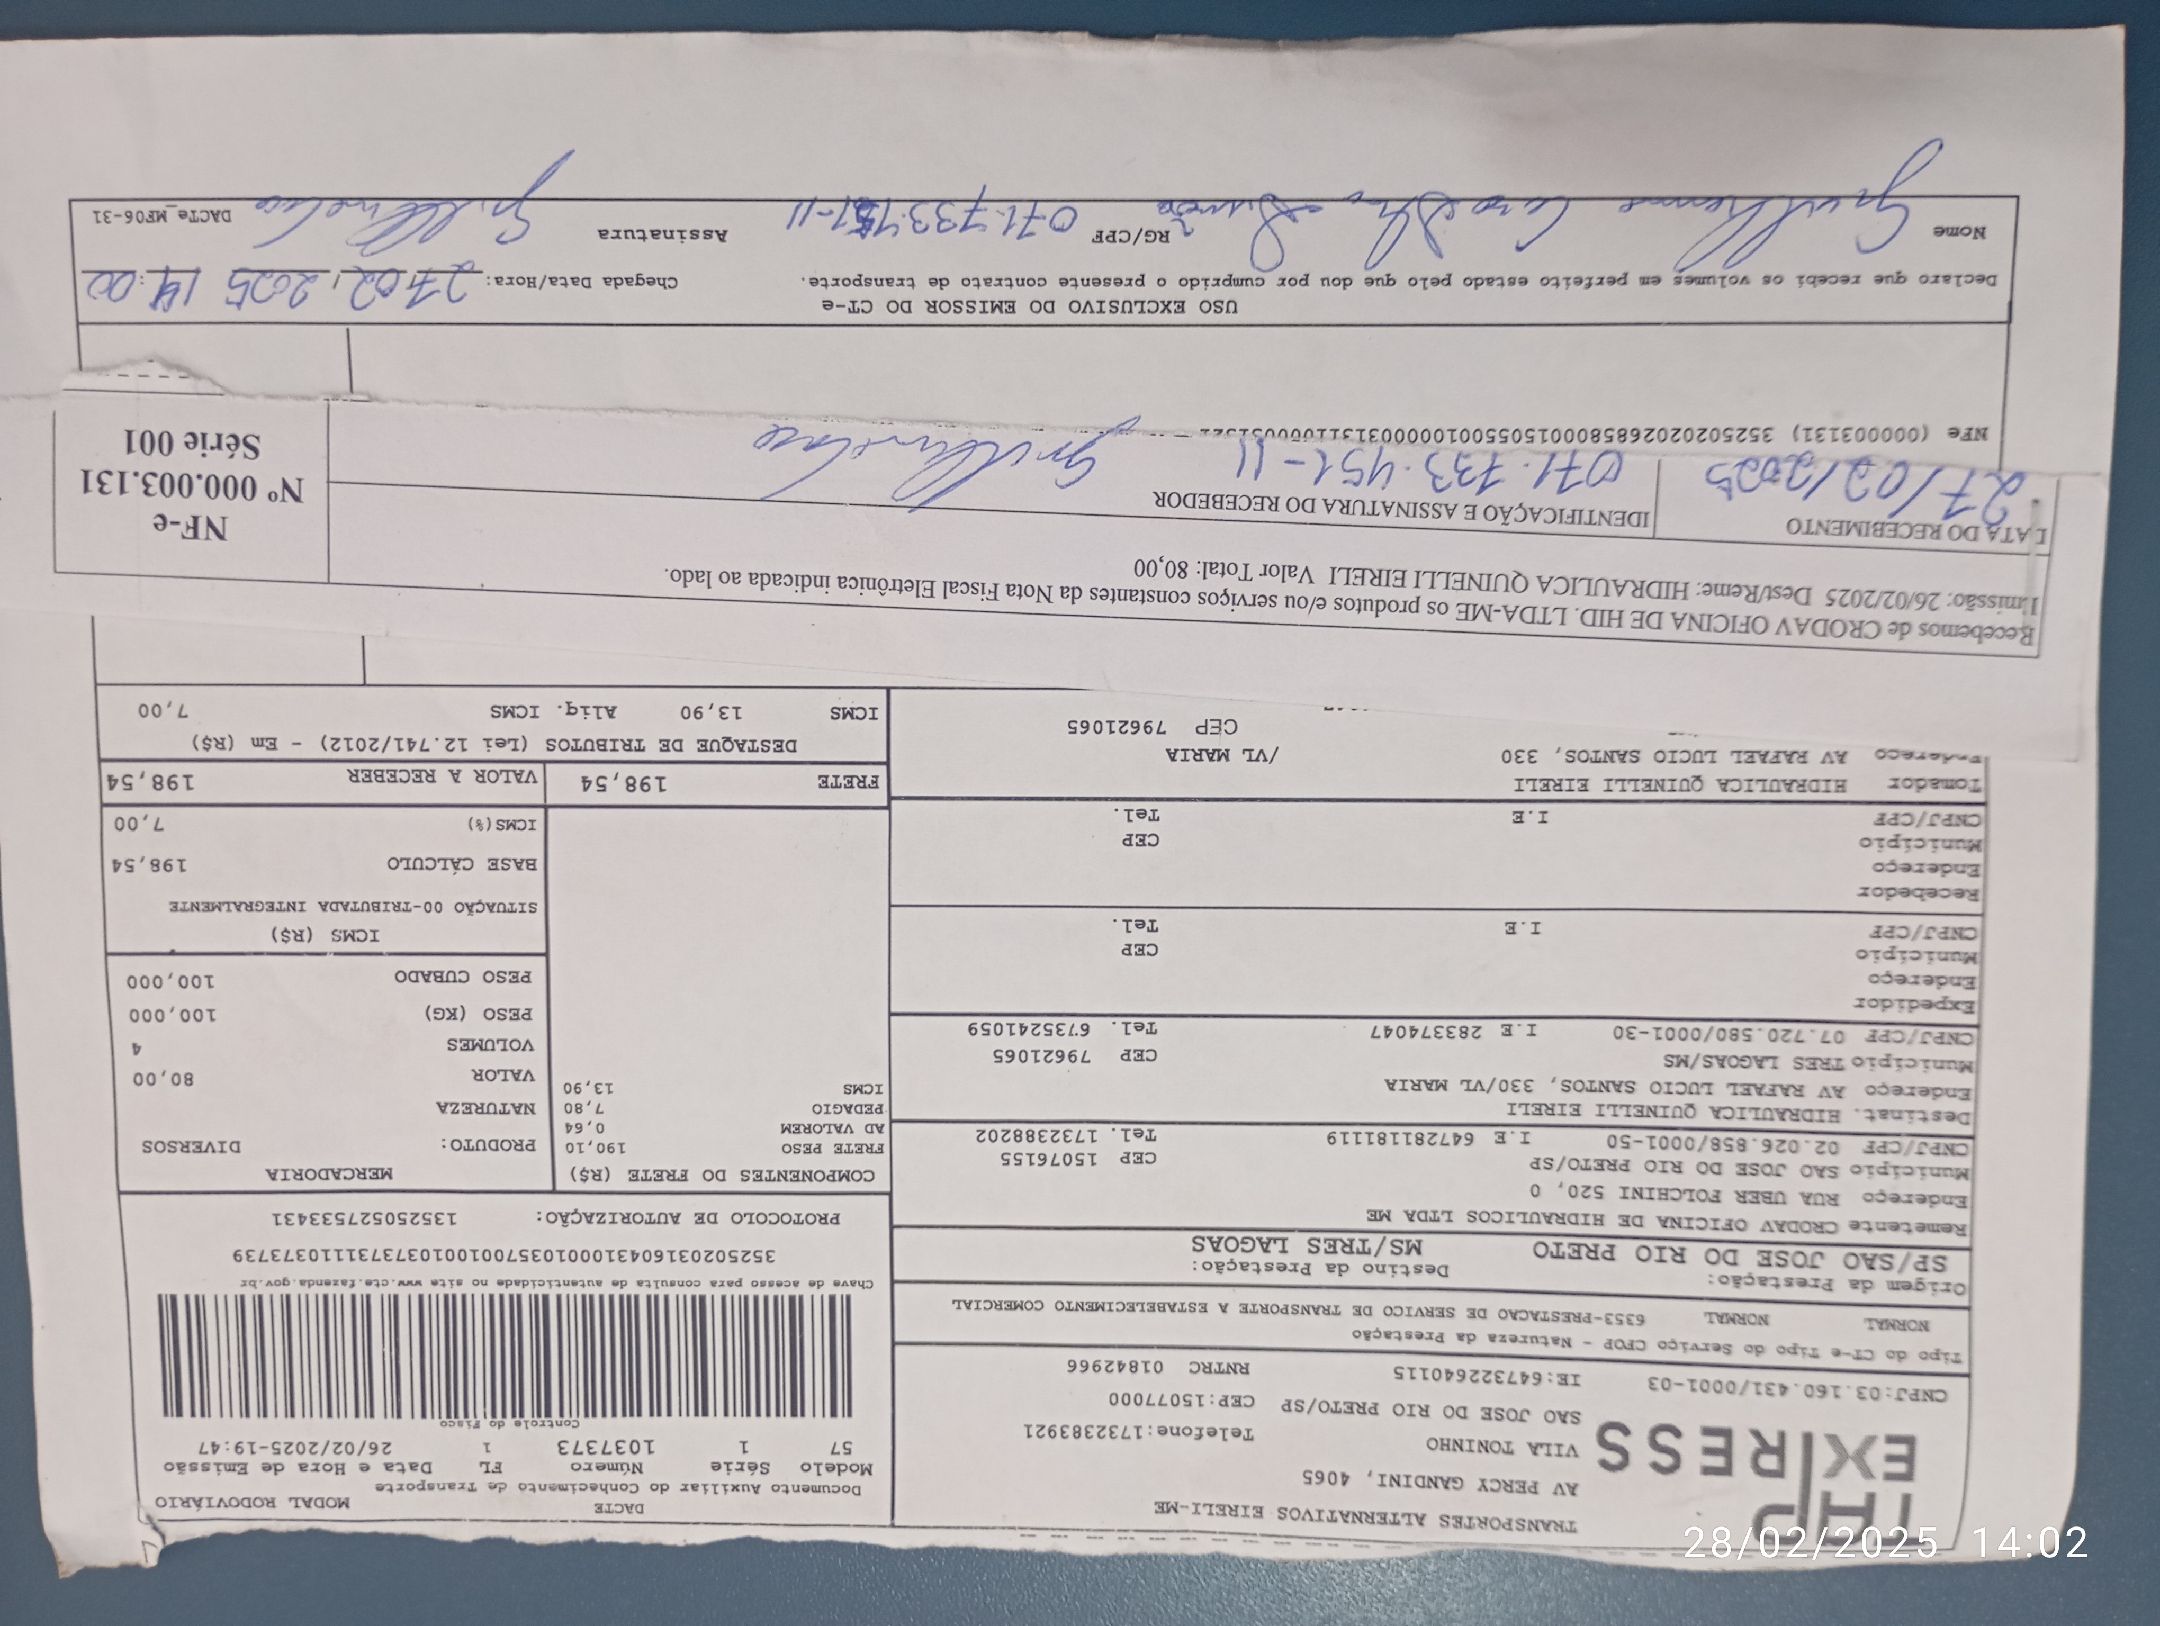 THP
EXPRESS
TRANSPORTES ALTERNATIVOS EIRELI-ME
AV PERCY GANDINI, 4065
VILA TONINHO Telefone:1732383921
SAO JOSE DO RIO PRETO/SP CEP:15077000
CNPJ:03.160.431/0001-03 IE:647322640115 RNTRC 01842966
DACTE MODAL RODOVIÁRIO
Documento Auxiliar do Conhecimento de Transporte
Modelo Série Número FL Data e Hora de Emissão
57 1 1037373 1 26/02/2025-19:47
Controle do Fisco
Chave de acesso para consulta de autenticidade no site www.cte.fazenda.gov.br
35250203160431000103570010010373731110373739
PROTOCOLO DE AUTORIZAÇÃO: 135250527533431
Tipo do CT-e Tipo do Serviço CFOP - Natureza da Prestação
NORMAL NORMAL 6353-PRESTACAO DE SERVICO DE TRANSPORTE A ESTABELECIMENTO COMERCIAL
Origem da Prestação: Destino da Prestação:
SP/SAO JOSE DO RIO PRETO MS/TRES LAGOAS
Remetente CRODAV OFICINA DE HIDRAULICOS LTDA ME
Endereço RUA UBER FOLCHINI 520, 0
Município SAO JOSE DO RIO PRETO/SP CEP 15076155
CNPJ/CPF 02.026.858/0001-50 I.E 647281181119 Tel. 1732388202
Destinat. HIDRAULICA QUINELLI EIRELI
Endereço AV RAFAEL LUCIO SANTOS, 330/VL MARIA
Município TRES LAGOAS/MS CEP 79621065
CNPJ/CPF 07.720.580/0001-30 I.E 283374047 Tel. 6735241059
Expedidor
Endereço
Município CEP
CNPJ/CPF I.E Tel.
Recebedor
Endereço
Município CEP
CNPJ/CPF I.E Tel.
Tomador HIDRAULICA QUINELLI EIRELI
Endereço AV RAFAEL LUCIO SANTOS, 330 /VL MARIA
CEP 79621065
COMPONENTES DO FRETE (R$)
FRETE PESO 190,10
AD VALOREM 0,64
PEDAGIO 7,80
ICMS 13,90
MERCADORIA
PRODUTO: DIVERSOS
NATUREZA
VALOR 80,00
VOLUMES 4
PESO (KG) 100,000
PESO CUBADO 100,000
ICMS (R$)
SITUAÇÃO 00-TRIBUTADA INTEGRALMENTE
BASE CÁLCULO 198,54
ICMS(%) 7,00
FRETE 198,54 VALOR A RECEBER 198,54
DESTAQUE DE TRIBUTOS (Lei 12.741/2012) - Em (R$)
ICMS 13,90 Aliq. ICMS 7,00
Recebemos de CRODAV OFICINA DE HID. LTDA-ME os produtos e/ou serviços constantes da Nota Fiscal Eletrônica indicada ao lado.
Emissão: 26/02/2025 Dest/Reme: HIDRAULICA QUINELLI EIRELI Valor Total: 80,00
DATA DO RECEBIMENTO IDENTIFICAÇÃO E ASSINATURA DO RECEBEDOR
27/02/2025 071.733.451-11
NF-e
Nº 000.003.131
Série 001
NFe (000003131)
USO EXCLUSIVO DO EMISSOR DO CT-e
Declaro que recebi os volumes em perfeito estado pelo que dou por cumprido o presente contrato de transporte. Chegada Data/Hora: 27/02/2025 14:00
Nome Guilherme RG/CPF 071.733.451-11 Assinatura
DACTe_MF06-31
28/02/2025 14:02